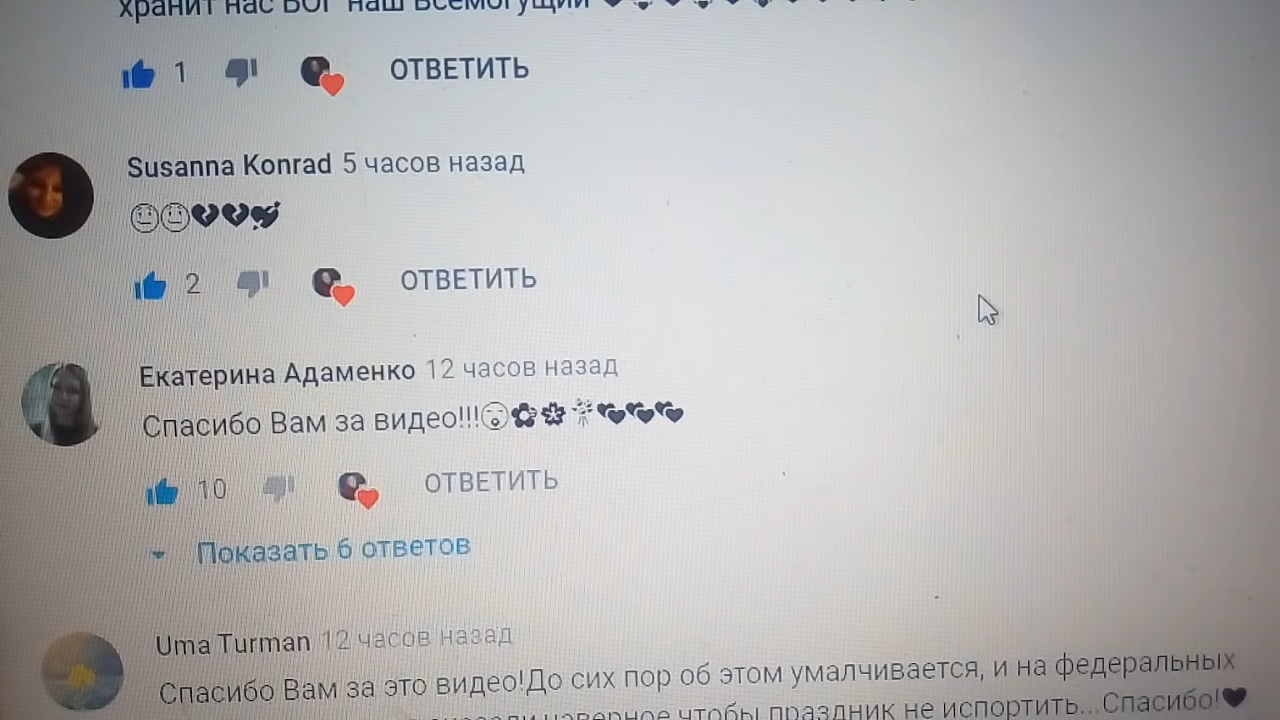 хранит нас БОГ наш всемогущий
1 ОТВЕТИТЬ
Susanna Konrad 5 часов назад
2 ОТВЕТИТЬ
Екатерина Адаменко 12 часов назад
Спасибо Вам за видео!!!
10 ОТВЕТИТЬ
Показать 6 ответов
Uma Turman 12 часов назад
Спасибо Вам за это видео!До сих пор об этом умалчивается, и на федеральных
наверное чтобы праздник не испортить...Спасибо!